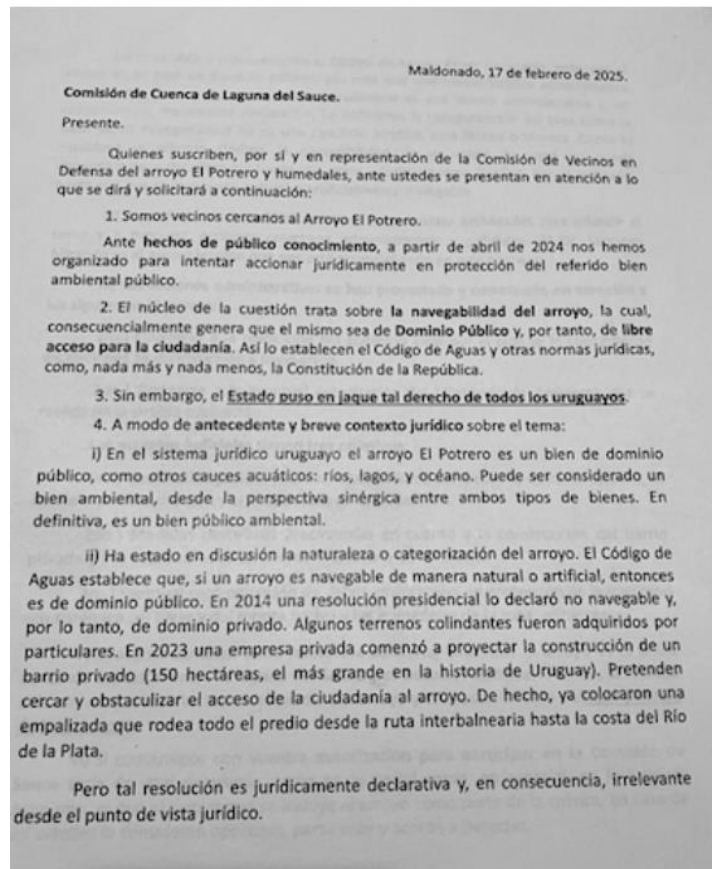 Maldonado, 17 de febrero de 2025.
Comisión de Cuenca de Laguna del Sauce.
Presente.
Quienes suscriben, por sí y en representación de la Comisión de Vecinos en
Defensa del arroyo El Potrero y humedales, ante ustedes se presentan en atención a lo
que se dirá y solicitará a continuación:
1. Somos vecinos cercanos al Arroyo El Potrero.
Ante hechos de público conocimiento, a partir de abril de 2024 nos hemos
organizado para intentar accionar jurídicamente en protección del referido bien
ambiental público.
2. El núcleo de la cuestión trata sobre la navegabilidad del arroyo, la cual,
consecuencialmente genera que el mismo sea de Dominio Público y, por tanto, de libre
acceso para la ciudadanía. Así lo establecen el Código de Aguas y otras normas jurídicas,
como, nada más y nada menos, la Constitución de la República.
3. Sin embargo, el Estado puso en jaque tal derecho de todos los uruguayos.
4. A modo de antecedente y breve contexto jurídico sobre el tema:
i) En el sistema jurídico uruguayo el arroyo El Potrero es un bien de dominio
público, como otros cauces acuáticos: ríos, lagos, y océano. Puede ser considerado un
bien ambiental, desde la perspectiva sinérgica entre ambos tipos de bienes. En
definitiva, es un bien público ambiental.
ii) Ha estado en discusión la naturaleza o categorización del arroyo. El Código de
Aguas establece que, si un arroyo es navegable de manera natural o artificial, entonces
es de dominio público. En 2014 una resolución presidencial lo declaró no navegable y,
por lo tanto, de dominio privado. Algunos terrenos colindantes fueron adquiridos por
particulares. En 2023 una empresa privada comenzó a proyectar la construcción de un
barrio privado (150 hectáreas, el más grande en la historia de Uruguay). Pretenden
cercar y obstaculizar el acceso de la ciudadanía al arroyo. De hecho, ya colocaron una
empalizada que rodea todo el predio desde la ruta interbalnearia hasta la costa del Río
de la Plata.
Pero tal resolución es jurídicamente declarativa y, en consecuencia, irrelevante
desde el punto de vista jurídico.